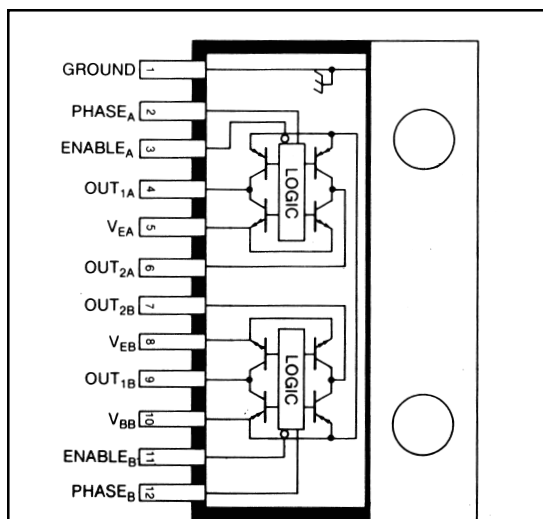 GROUND 1
PHASEA 2
ENABLEA 3
OUT1A 4
VEA 5
OUT2A 6
OUT2B 7
VEB 8
OUT1B 9
VBB 10
ENABLEB 11
PHASEB 12
LOGIC
LOGIC